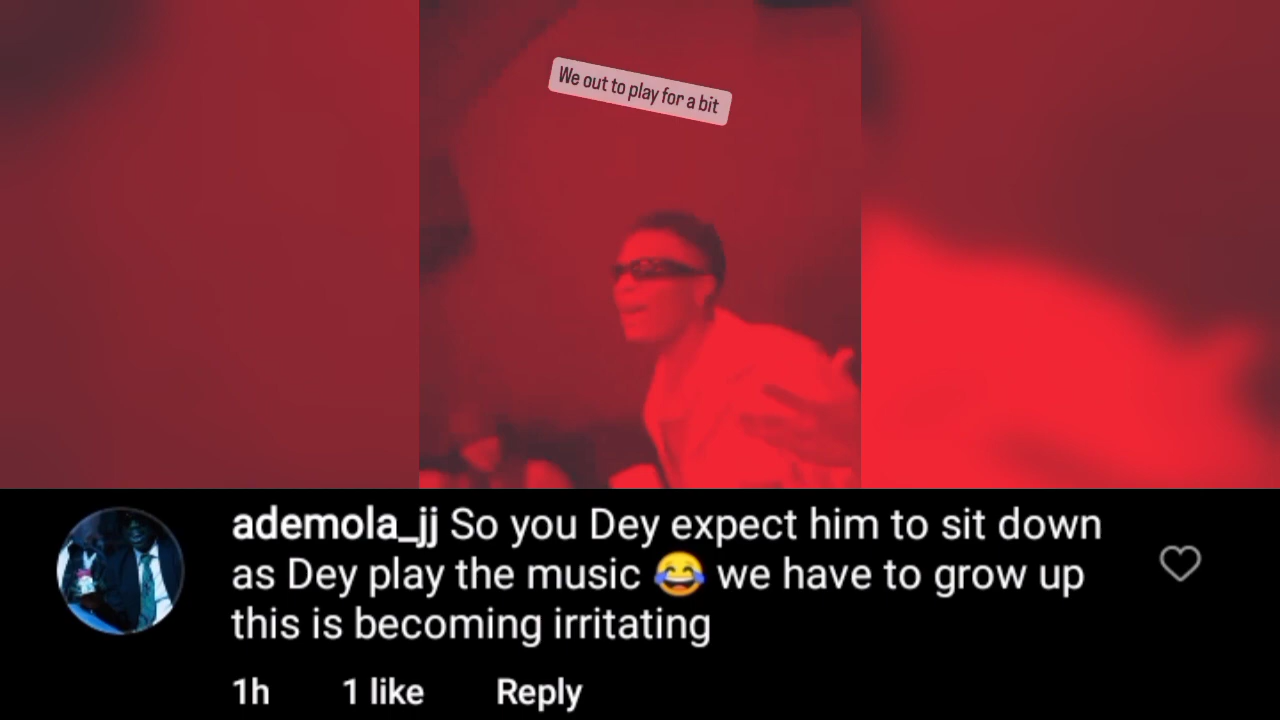 We out to play for a bit
ademola_jj So you Dey expect him to sit down
as Dey play the music 😂 we have to grow up
this is becoming irritating
1h 1 like Reply